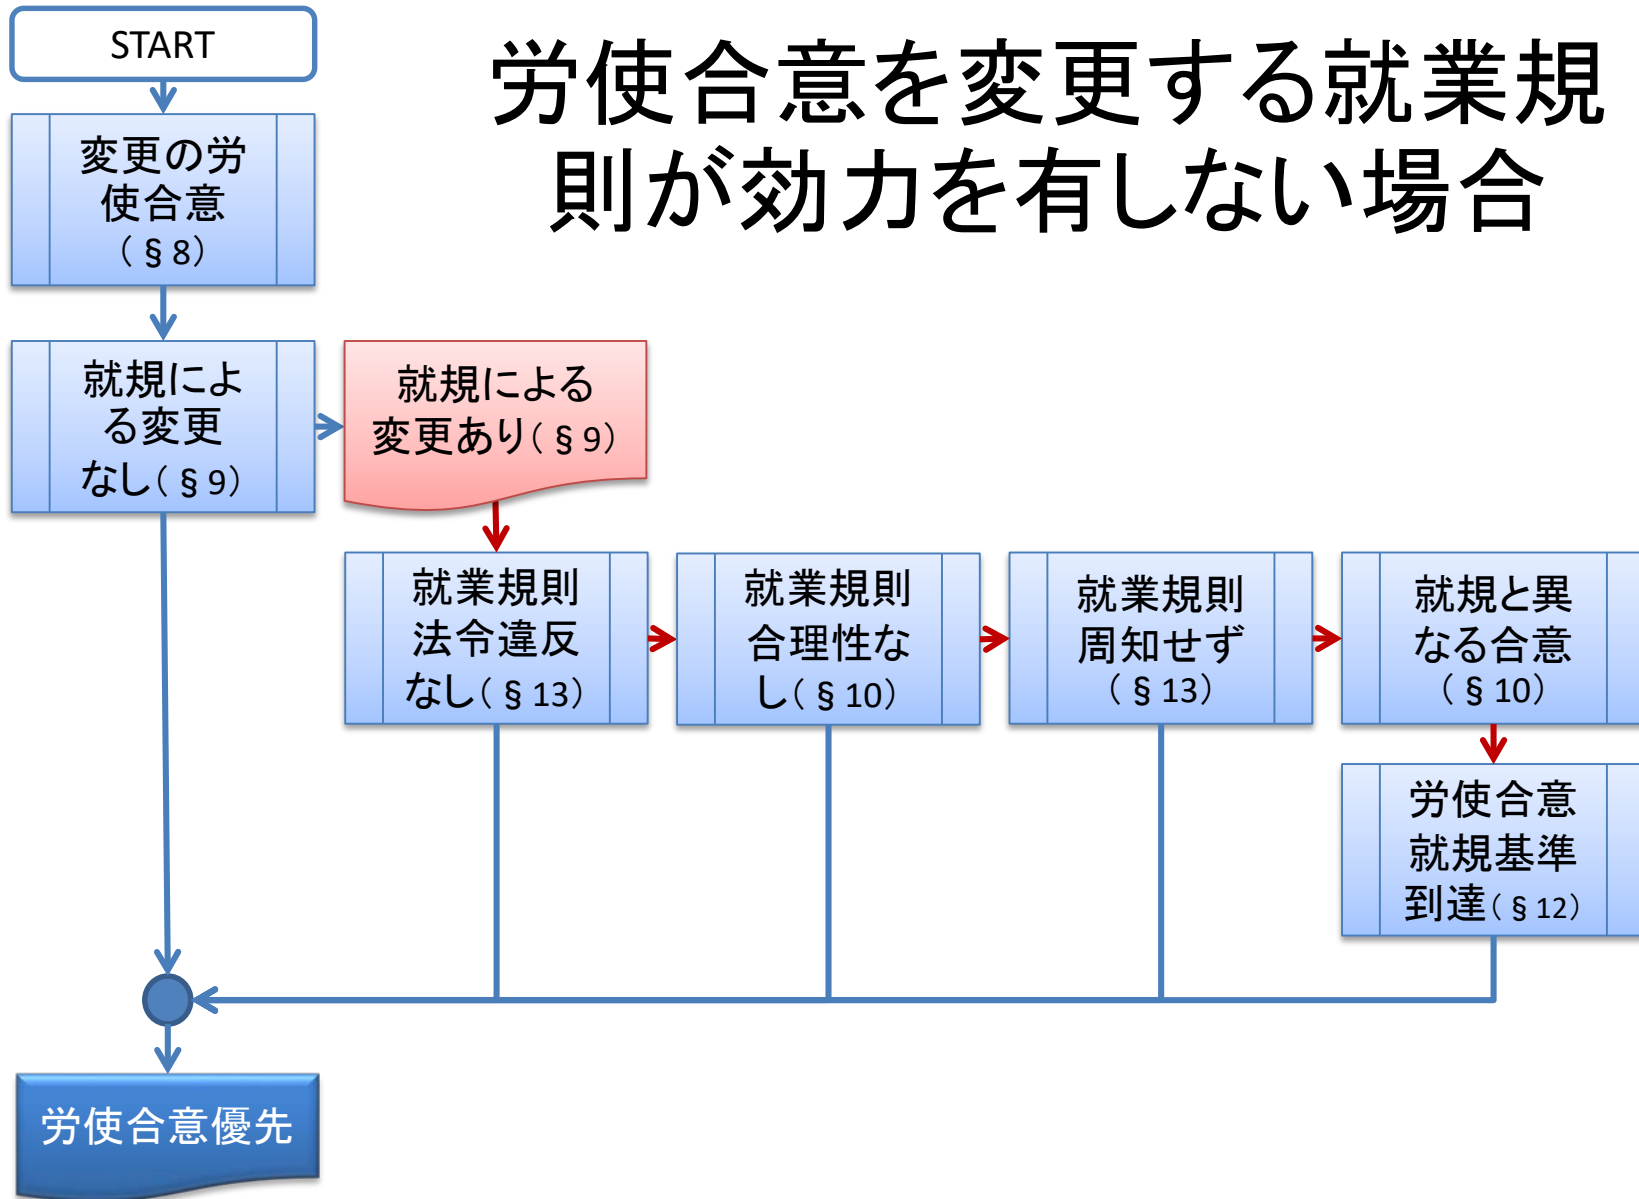 START
労使合意を変更する就業規
則が効力を有しない場合
変更の労
使合意
（§8）
就規によ
る変更
なし（§9）
就規による
変更あり（§9）
就業規則
法令違反
なし（§13）
就業規則
合理性な
し（§10）
就業規則
周知せず
（§13）
就規と異
なる合意
（§10）
労使合意
就規基準
到達（§12）
労使合意優先